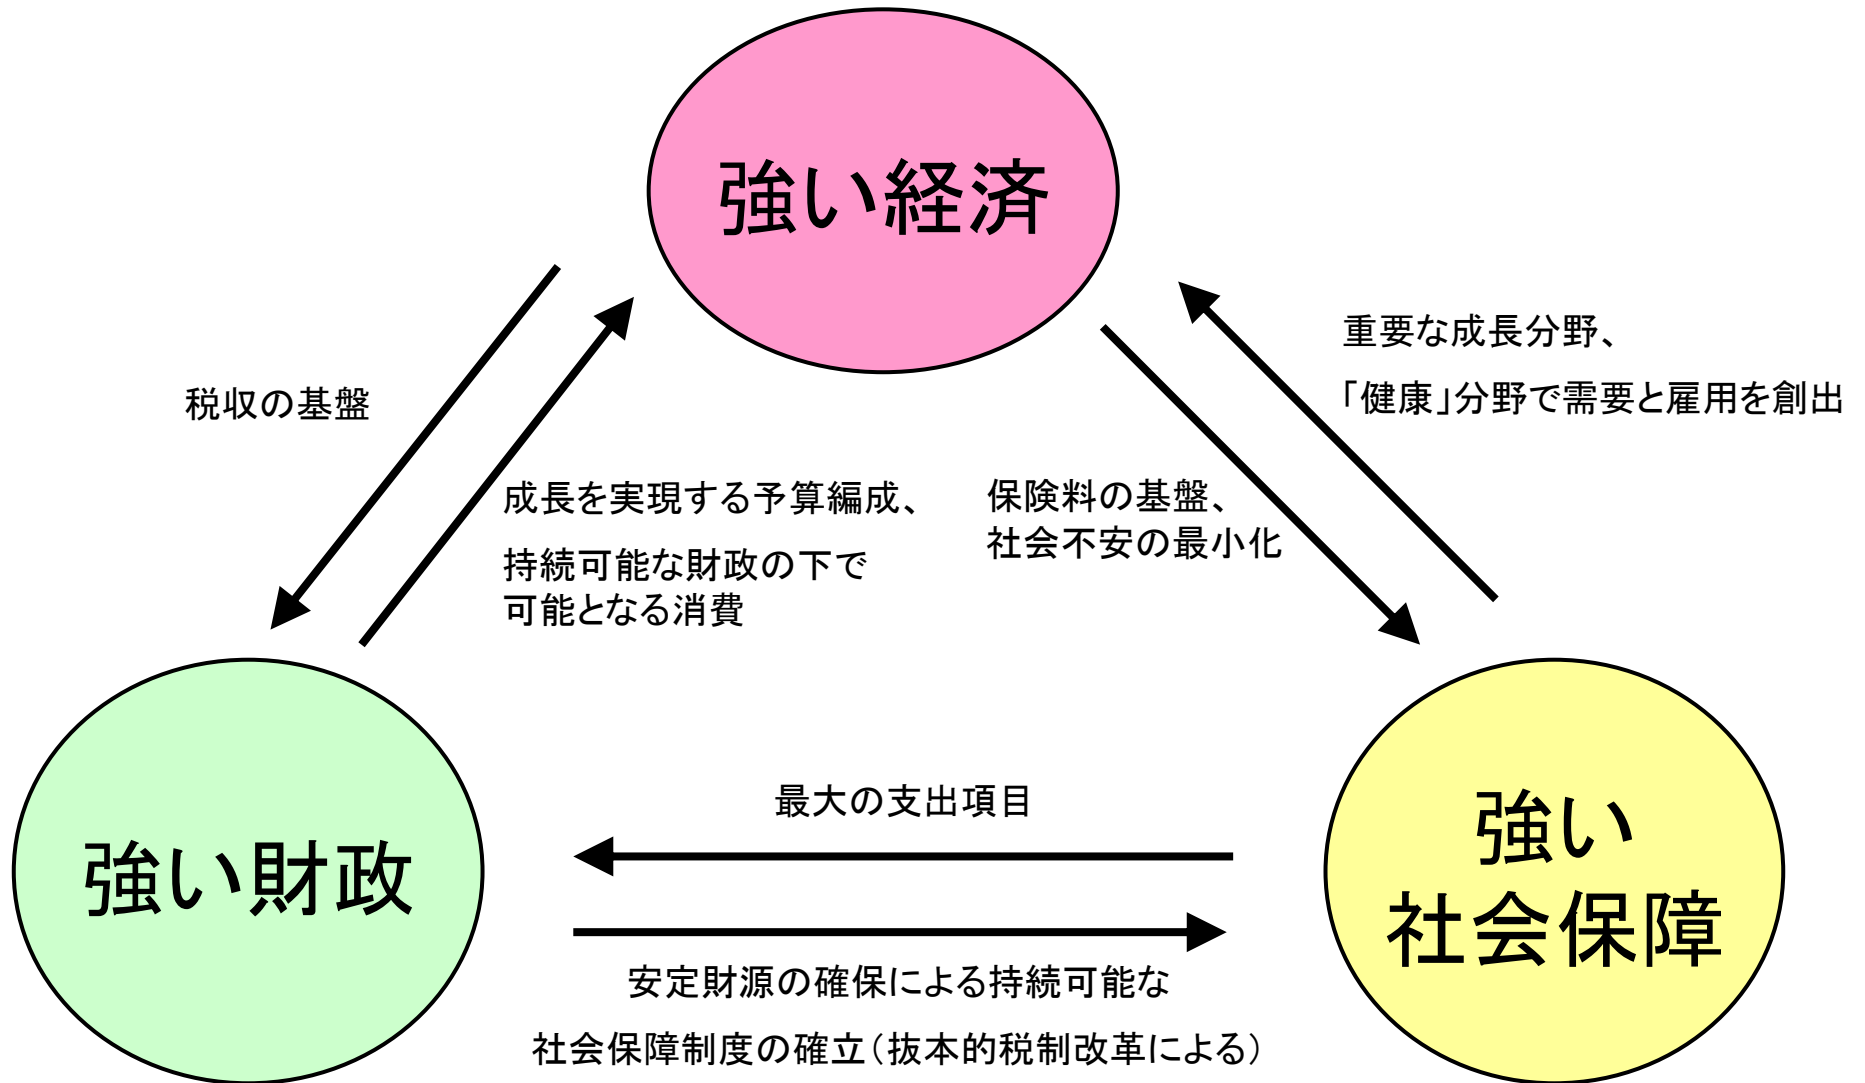 強い経済
重要な成長分野、
「健康」分野で需要と雇用を創出
税収の基盤
成長を実現する予算編成、
持続可能な財政の下で
可能となる消費
保険料の基盤、
社会不安の最小化
最大の支出項目
強い財政
強い
社会保障
安定財源の確保による持続可能な
社会保障制度の確立（抜本的税制改革による）